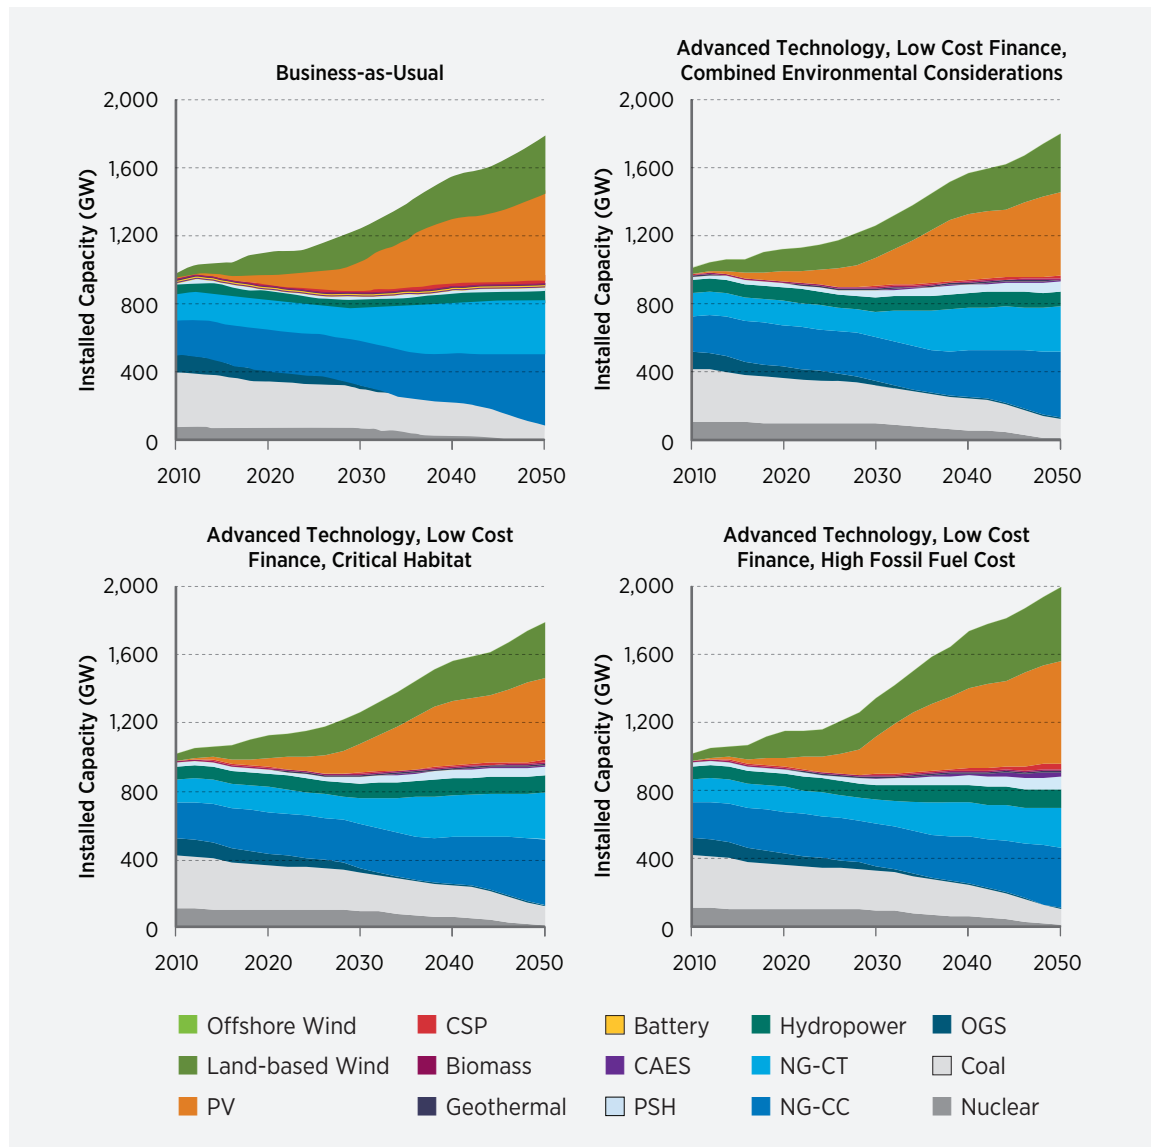 Business-as-Usual
Installed Capacity (GW)
2,000
1,600
1,200
800
400
0
2010 2020 2030 2040 2050
Advanced Technology, Low Cost Finance,
Combined Environmental Considerations
Installed Capacity (GW)
2,000
1,600
1,200
800
400
0
2010 2020 2030 2040 2050
Advanced Technology, Low Cost
Finance, Critical Habitat
Installed Capacity (GW)
2,000
1,600
1,200
800
400
0
2010 2020 2030 2040 2050
Advanced Technology, Low Cost
Finance, High Fossil Fuel Cost
Installed Capacity (GW)
2,000
1,600
1,200
800
400
0
2010 2020 2030 2040 2050
Offshore Wind CSP Battery Hydropower OGS
Land-based Wind Biomass CAES NG-CT Coal
PV Geothermal PSH NG-CC Nuclear